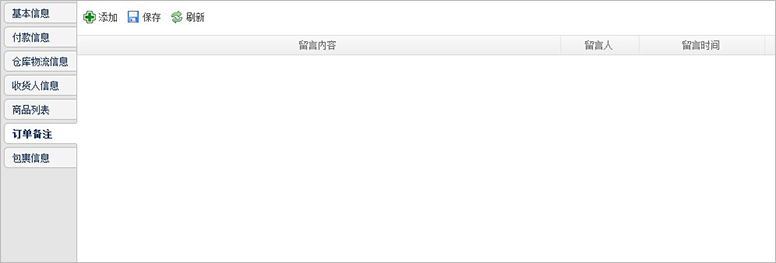 基本信息
付款信息
仓库物流信息
收货人信息
商品列表
订单备注
包裹信息
添加 保存 刷新
留言内容 留言人 留言时间